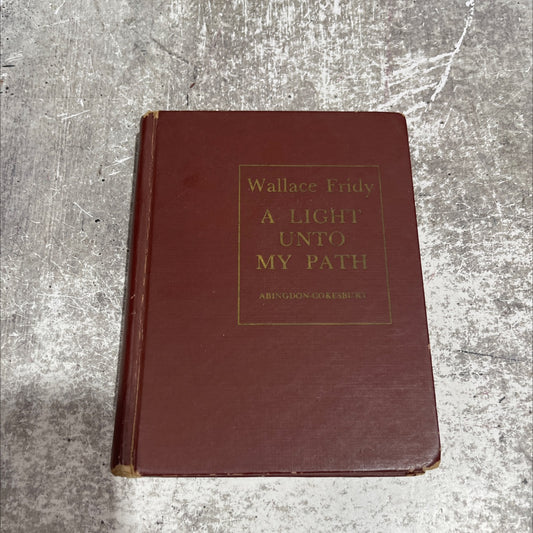 Wallace Fridy
A LIGHT
UNTO
MY PATH
ABINGDON-COKESBURY